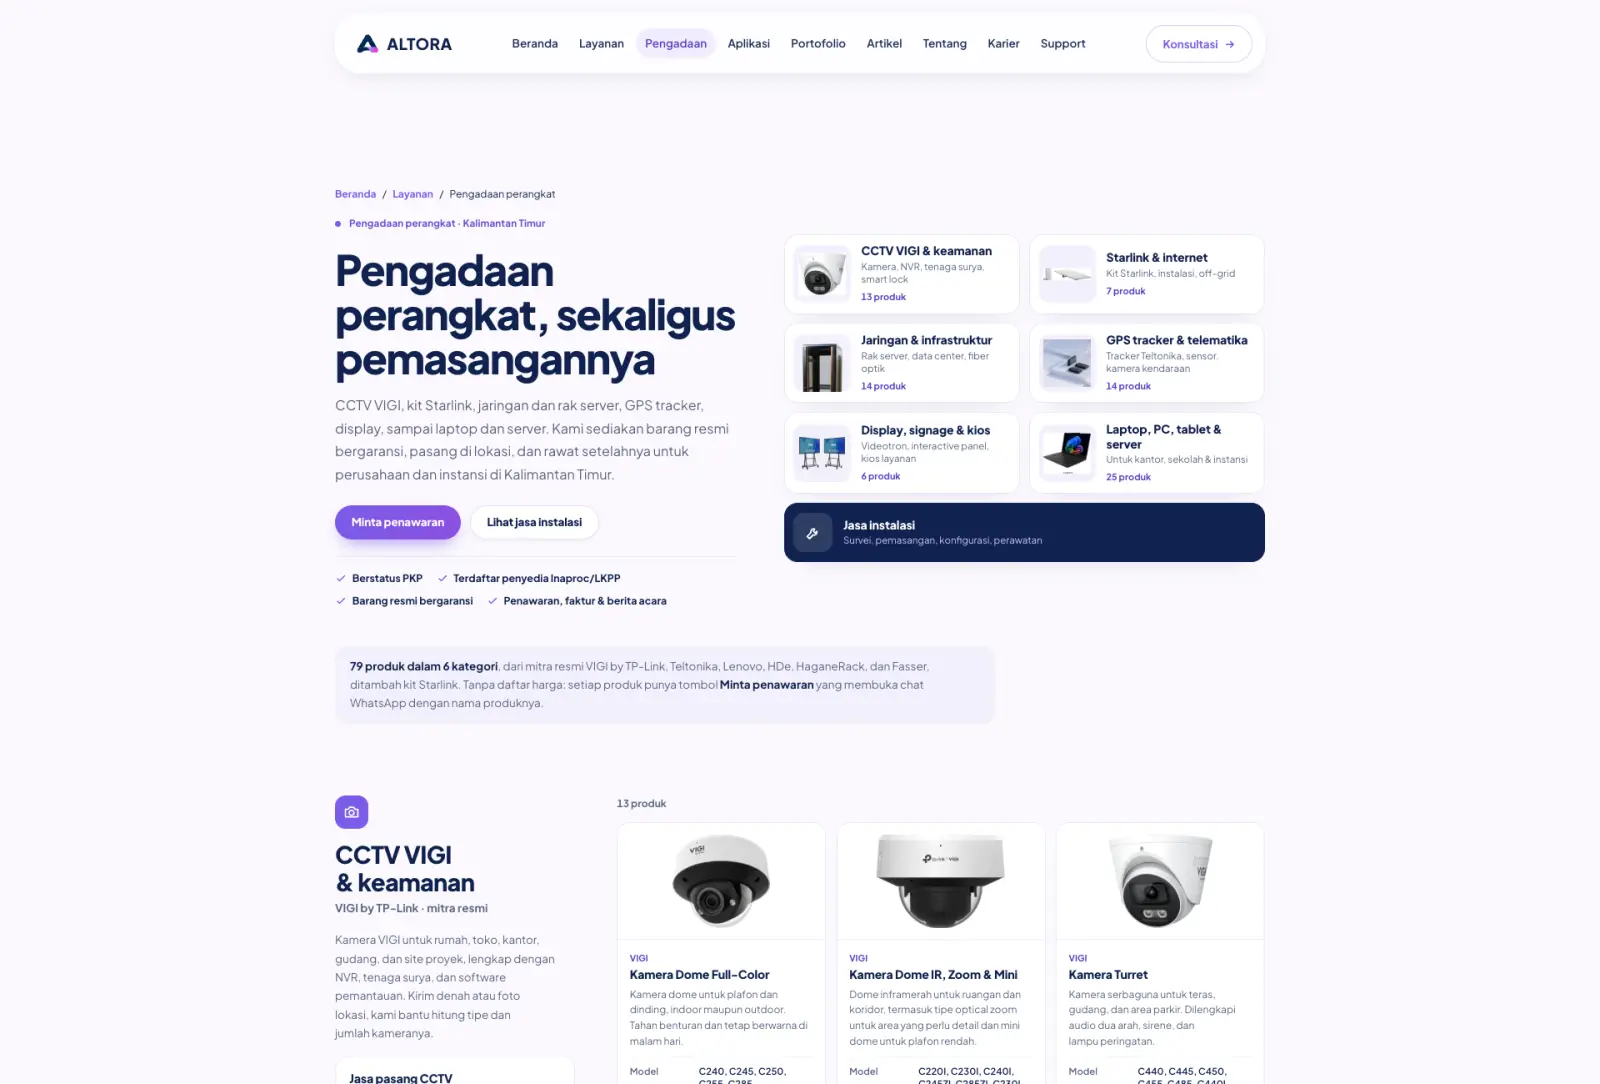 ALTORA
Beranda
Layanan
Pengadaan
Aplikasi
Portofolio
Artikel
Tentang
Karier
Support
Konsultasi →
Beranda / Layanan / Pengadaan perangkat
Pengadaan perangkat · Kalimantan Timur
Pengadaan
perangkat, sekaligus
pemasangannya
CCTV VIGI, kit Starlink, jaringan dan rak server, GPS tracker,
display, sampai laptop dan server. Kami sediakan barang resmi
bergaransi, pasang di lokasi, dan rawat setelahnya untuk
perusahaan dan instansi di Kalimantan Timur.
Minta penawaran
Lihat jasa instalasi
Berstatus PKP
Terdaftar penyedia Inaproc/LKPP
Barang resmi bergaransi
Penawaran, faktur & berita acara
CCTV VIGI & keamanan
Kamera, NVR, tenaga surya,
smart lock
13 produk
Starlink & internet
Kit Starlink, instalasi, off-grid
7 produk
Jaringan & infrastruktur
Rak server, data center, fiber
optik
14 produk
GPS tracker & telematika
Tracker Teltonika, sensor,
kamera kendaraan
14 produk
Display, signage & kios
Videotron, interactive panel,
kios layanan
6 produk
Laptop, PC, tablet &
server
Untuk kantor, sekolah & instansi
25 produk
Jasa instalasi
Survei, pemasangan, konfigurasi, perawatan
79 produk dalam 6 kategori, dari mitra resmi VIGI by TP-Link, Teltonika, Lenovo, HDe, HaganeRack, dan Fasser,
ditambah kit Starlink. Tanpa daftar harga: setiap produk punya tombol Minta penawaran yang membuka chat
WhatsApp dengan nama produknya.
CCTV VIGI
& keamanan
VIGI by TP-Link · mitra resmi
Kamera VIGI untuk rumah, toko, kantor,
gudang, dan site proyek, lengkap dengan
NVR, tenaga surya, dan software
pemantauan. Kirim denah atau foto
lokasi, kami bantu hitung tipe dan
jumlah kameranya.
Jasa pasang CCTV
13 produk
VIGI
VIGI
Kamera Dome Full-Color
Kamera dome untuk plafon dan
dinding, indoor maupun outdoor.
Tahan benturan dan tetap berwarna di
malam hari.
Model C240, C245, C250,
C255, C285
VIGI
Kamera Dome IR, Zoom & Mini
Dome inframerah untuk ruangan dan
koridor, termasuk tipe optical zoom
untuk area yang perlu detail dan mini
dome untuk plafon rendah.
Model C220I, C230I, C240I,
VIGI
VIGI
Kamera Turret
Kamera serbaguna untuk teras,
gudang, dan area parkir. Dilengkapi
audio dua arah, sirene, dan
lampu peringatan.
Model C440, C445, C450,
C455, C485, C440I